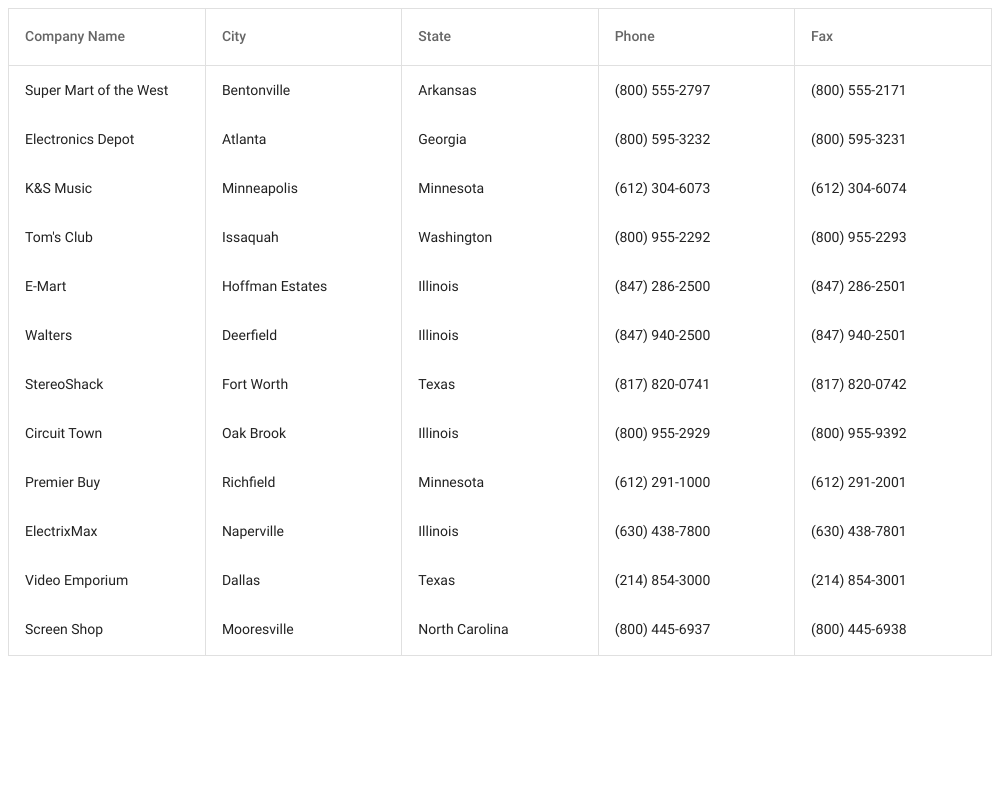 Company Name City State Phone Fax
Super Mart of the West Bentonville Arkansas (800) 555-2797 (800) 555-2171
Electronics Depot Atlanta Georgia (800) 595-3232 (800) 595-3231
K&S Music Minneapolis Minnesota (612) 304-6073 (612) 304-6074
Tom's Club Issaquah Washington (800) 955-2292 (800) 955-2293
E-Mart Hoffman Estates Illinois (847) 286-2500 (847) 286-2501
Walters Deerfield Illinois (847) 940-2500 (847) 940-2501
StereoShack Fort Worth Texas (817) 820-0741 (817) 820-0742
Circuit Town Oak Brook Illinois (800) 955-2929 (800) 955-9392
Premier Buy Richfield Minnesota (612) 291-1000 (612) 291-2001
ElectrixMax Naperville Illinois (630) 438-7800 (630) 438-7801
Video Emporium Dallas Texas (214) 854-3000 (214) 854-3001
Screen Shop Mooresville North Carolina (800) 445-6937 (800) 445-6938